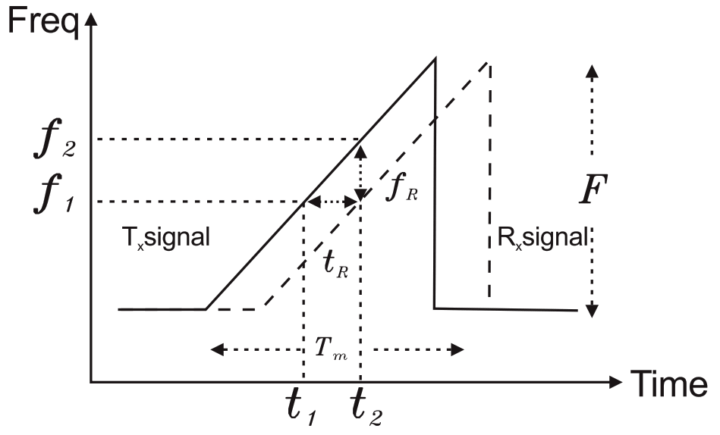 Freq
f2
f1
fR
F
Txsignal
Rxsignal
tR
Tm
t1
t2
Time